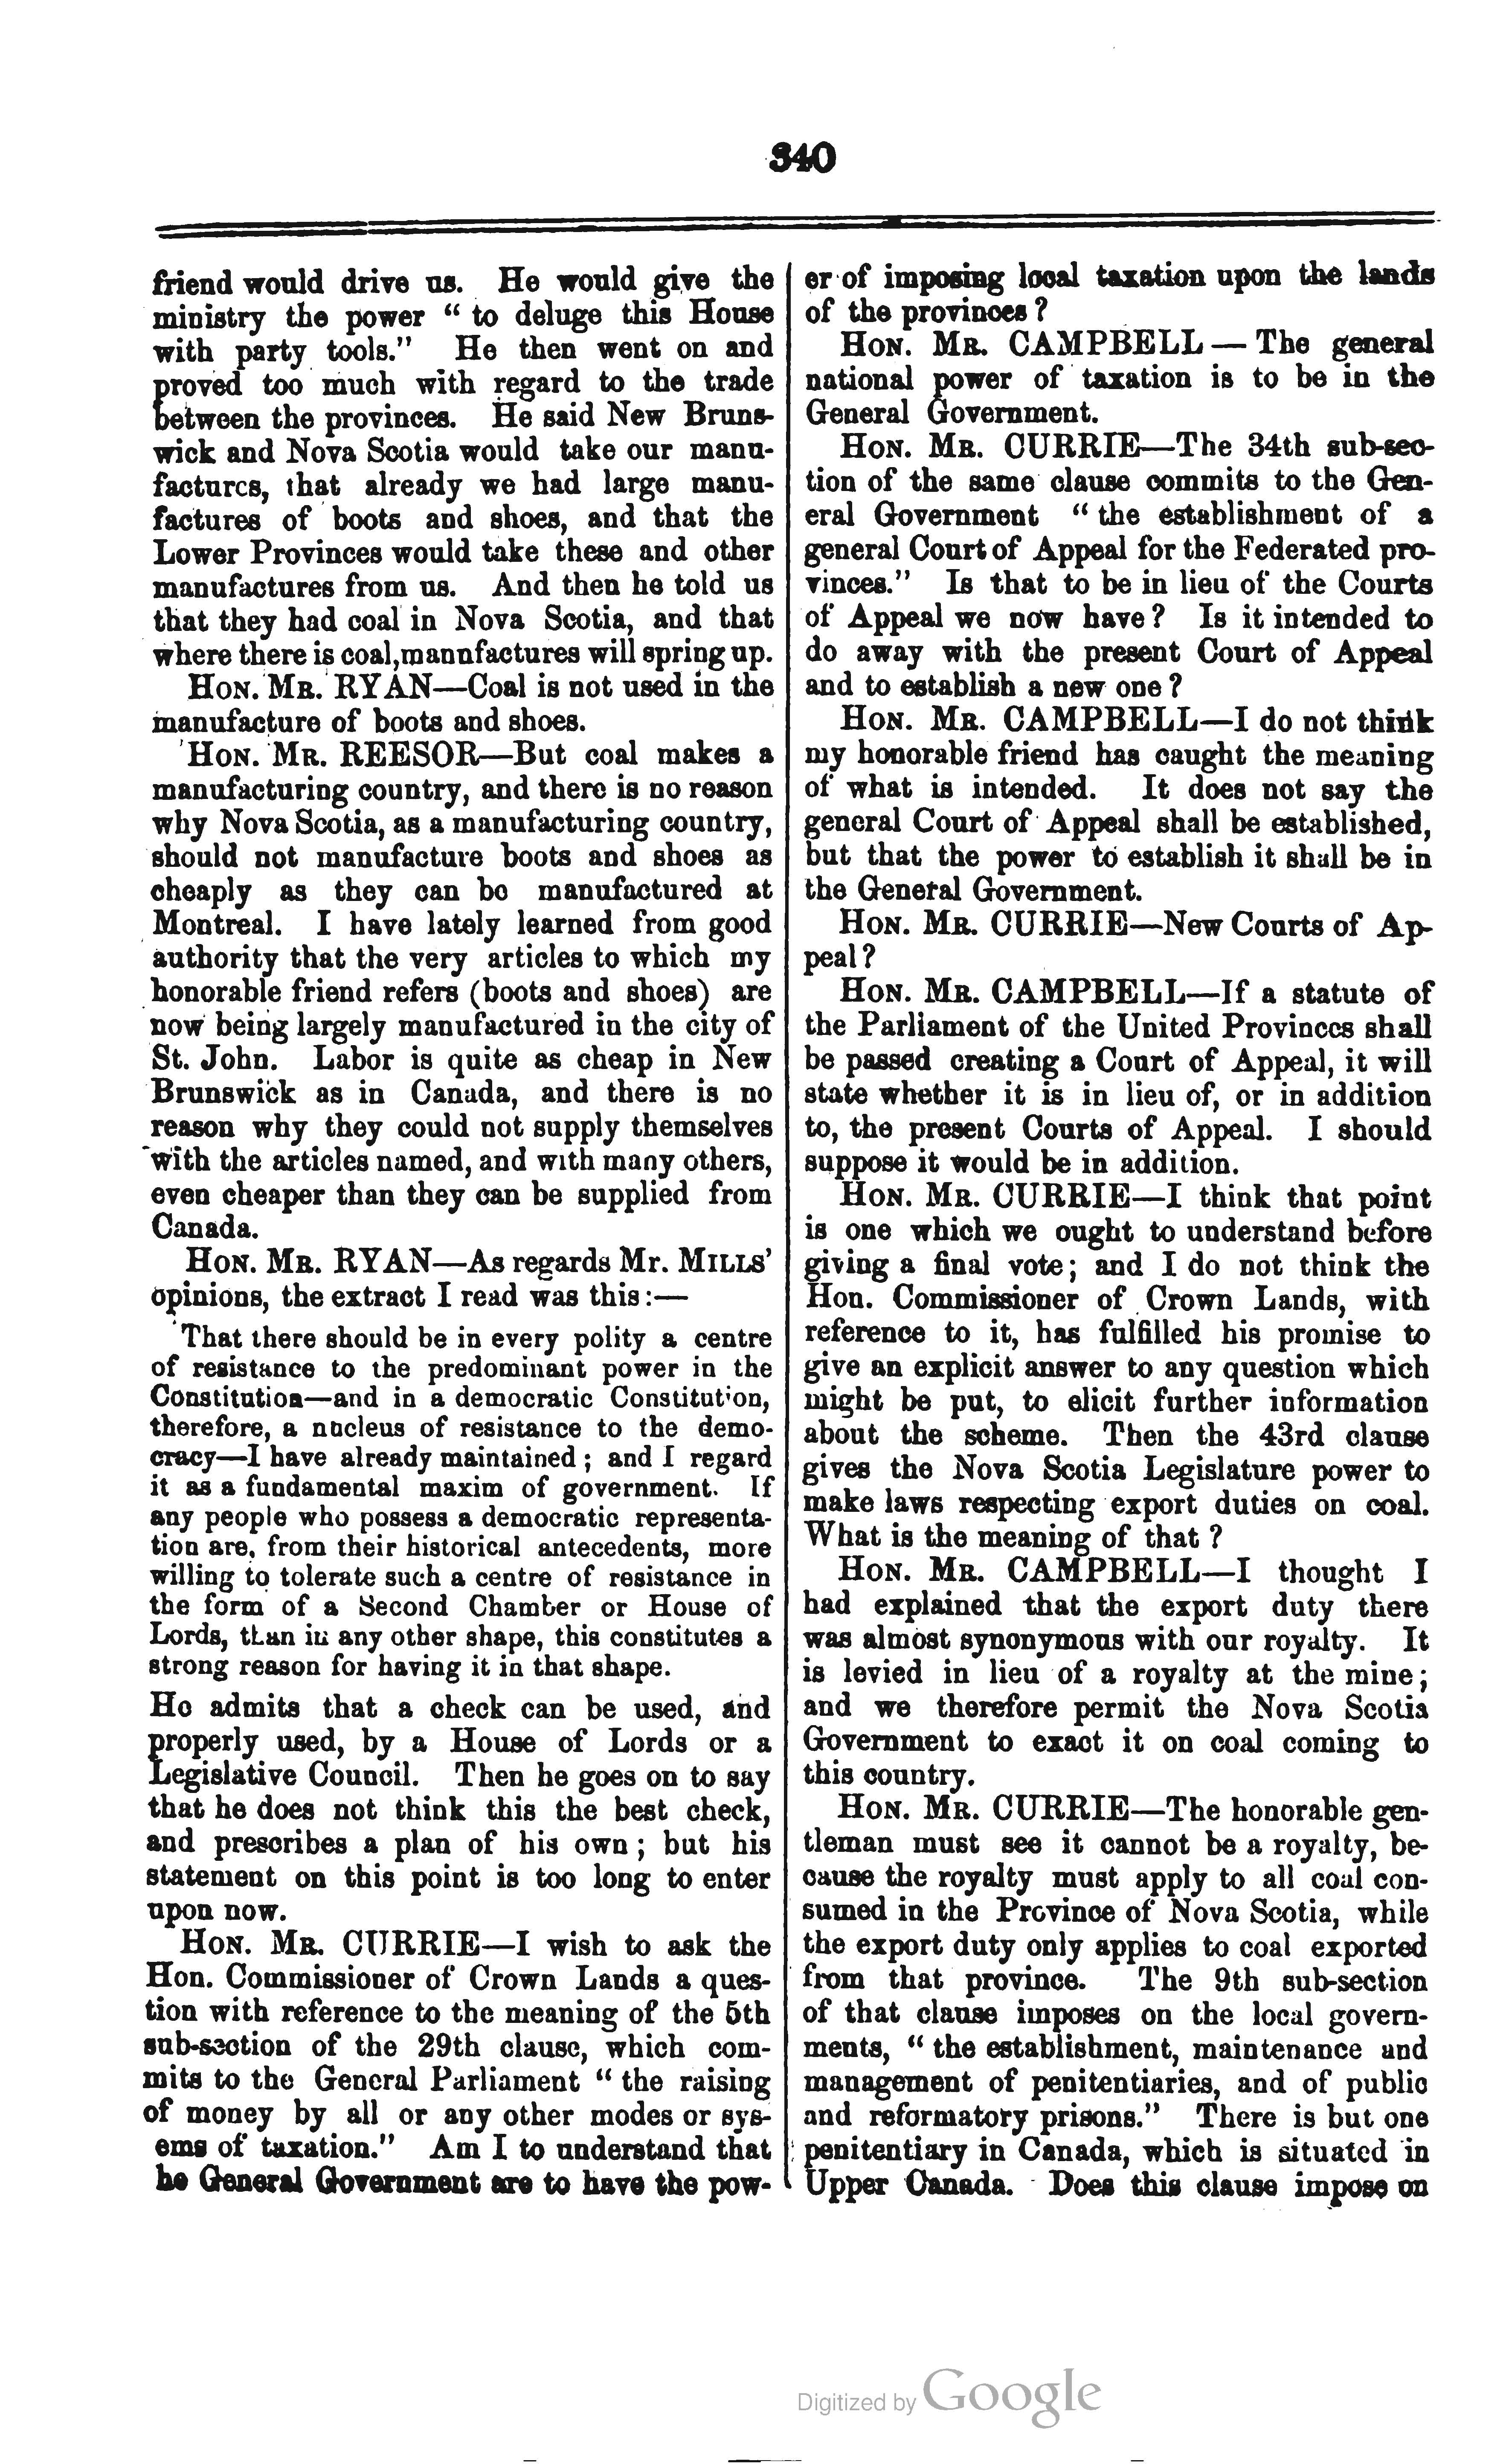 340
friend would drive us. He would give the
ministry the power " to deluge this House
with party tools." He then went on and
proved too much with regard to the trade
between the provinces. He said New Bruns-
wick and Nova Scotia would take our manu-
factures, that already we had large manu-
factures of boots and shoes, and that the
Lower Provinces would take these and other
manufactures from us. And then he told us
that they had coal in Nova Scotia, and that
where there is coal, manufactures will spring up.
HON. MR. RYAN—Coal is not used in the
manufacture of boots and shoes.
HON. MR. REESOR—But coal makes a
manufacturing country, and there is no reason
why Nova Scotia, as a manufacturing country,
should not manufacture boots and shoes as
cheaply as they can be manufactured at
Montreal. I have lately learned from good
authority that the very articles to which my
honorable friend refers (boots and shoes) are
now being largely manufactured in the city of
St. John. Labor is quite as cheap in New
Brunswick as in Canada, and there is no
reason why they could not supply themselves
with the articles named, and with many others,
even cheaper than they can be supplied from
Canada.
HON. MR. RYAN—As regards Mr. MILLS'
opinions, the extract I read was this:—
That there should be in every polity a centre
of resistance to the predominant power in the
Constitution—and in a democratic Constitution,
therefore, a nucleus of resistance to the demo-
cracy—I have already maintained ; and I regard
it as a fundamental maxim of government. If
any people who possess a democratic representa-
tion are, from their historical antecedents, more
willing to tolerate such a centre of resistance in
the form of a Second Chamber or House of
Lords, than in any other shape, this constitutes a
strong reason for having it in that shape.
He admits that a check can be used, and
properly used, by a House of Lords or a
Legislative Council. Then he goes on to say
that he does not think this the best check,
and prescribes a plan of his own ; but his
statement on this point is too long to enter
upon now.
HON. MR. CURRIE—I wish to ask the
Hon. Commissioner of Crown Lands a ques-
tion with reference to the meaning of the 5th
sub-section of the 29th clause, which com-
mits to the General Parliament " the raising
of money by all or any other modes or sys-
ems of taxation." Am I to understand that
he General Government are to have the pow-
er of imposing local taxation upon the lands
of the provinces ?
HON. MR. CAMPBELL — The general
national power of taxation is to be in the
General Government.
HON. MR. CURRIE—The 34th sub-sec-
tion of the same clause commits to the Gen-
eral Government " the establishment of a
general Court of Appeal for the Federated pro-
vinces." Is that to be in lieu of the Courts
of Appeal we now have ? Is it intended to
do away with the present Court of Appeal
and to establish a new one ?
HON. MR. CAMPBELL—I do not think
my honorable friend has caught the meaning
of what is intended. It does not say the
general Court of Appeal shall be established,
but that the power to establish it shall be in
the General Government.
HON. MR. CURRIE—New Courts of Ap-
peal ?
HON. MR. CAMPBELL—If a statute of
the Parliament of the United Provinces shall
be passed creating a Court of Appeal, it will
state whether it is in lieu of, or in addition
to, the present Courts of Appeal. I should
suppose it would be in addition.
HON. MR. CURRIE—I think that point
is one which we ought to understand before
giving a final vote; and I do not think the
Hon. Commissioner of Crown Lands, with
reference to it, has fulfilled his promise to
give an explicit answer to any question which
might be put, to elicit further information
about the scheme. Then the 43rd clause
gives the Nova Scotia Legislature power to
make laws respecting export duties on coal.
What is the meaning of that ?
HON. MR. CAMPBELL—I thought I
had explained that the export duty there
was almost synonymous with our royalty. It
is levied in lieu of a royalty at the mine;
and we therefore permit the Nova Scotia
Government to exact it on coal coming to
this country.
HON. MR. CURRIE—The honorable gen-
tleman must see it cannot be a royalty, be-
cause the royalty must apply to all coal con-
sumed in the Province of Nova Scotia, while
the export duty only applies to coal exported
from that province. The 9th sub-section
of that clause imposes on the local govern-
ments, " the establishment, maintenance and
management of penitentiaries, and of public
and reformatory prisons." There is but one
penitentiary in Canada, which is situated in
Upper Canada. Does this clause impose on
Digitized by Google